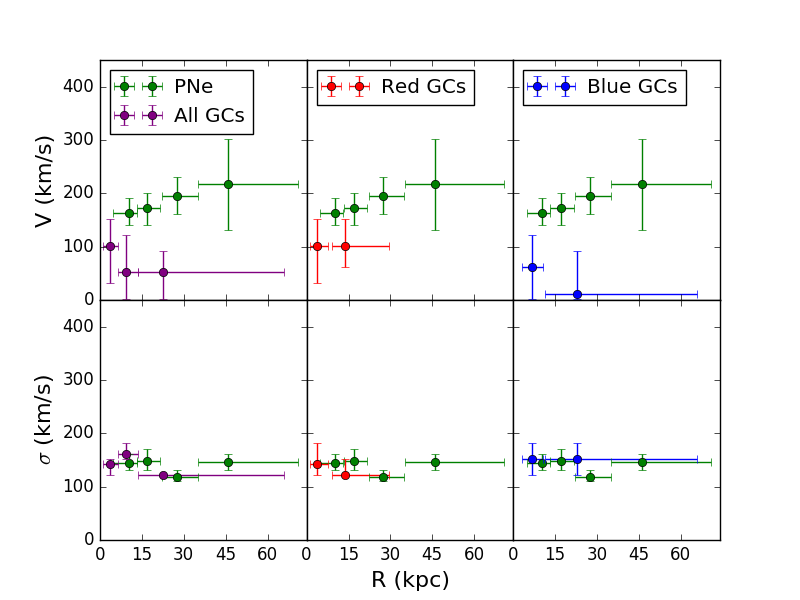 PNe
All GCs
Red GCs
Blue GCs
400
300
200
100
0
V (km/s)
400
300
200
100
0
σ (km/s)
0 15 30 45 60 0 15 30 45 60 0 15 30 45 60
R (kpc)